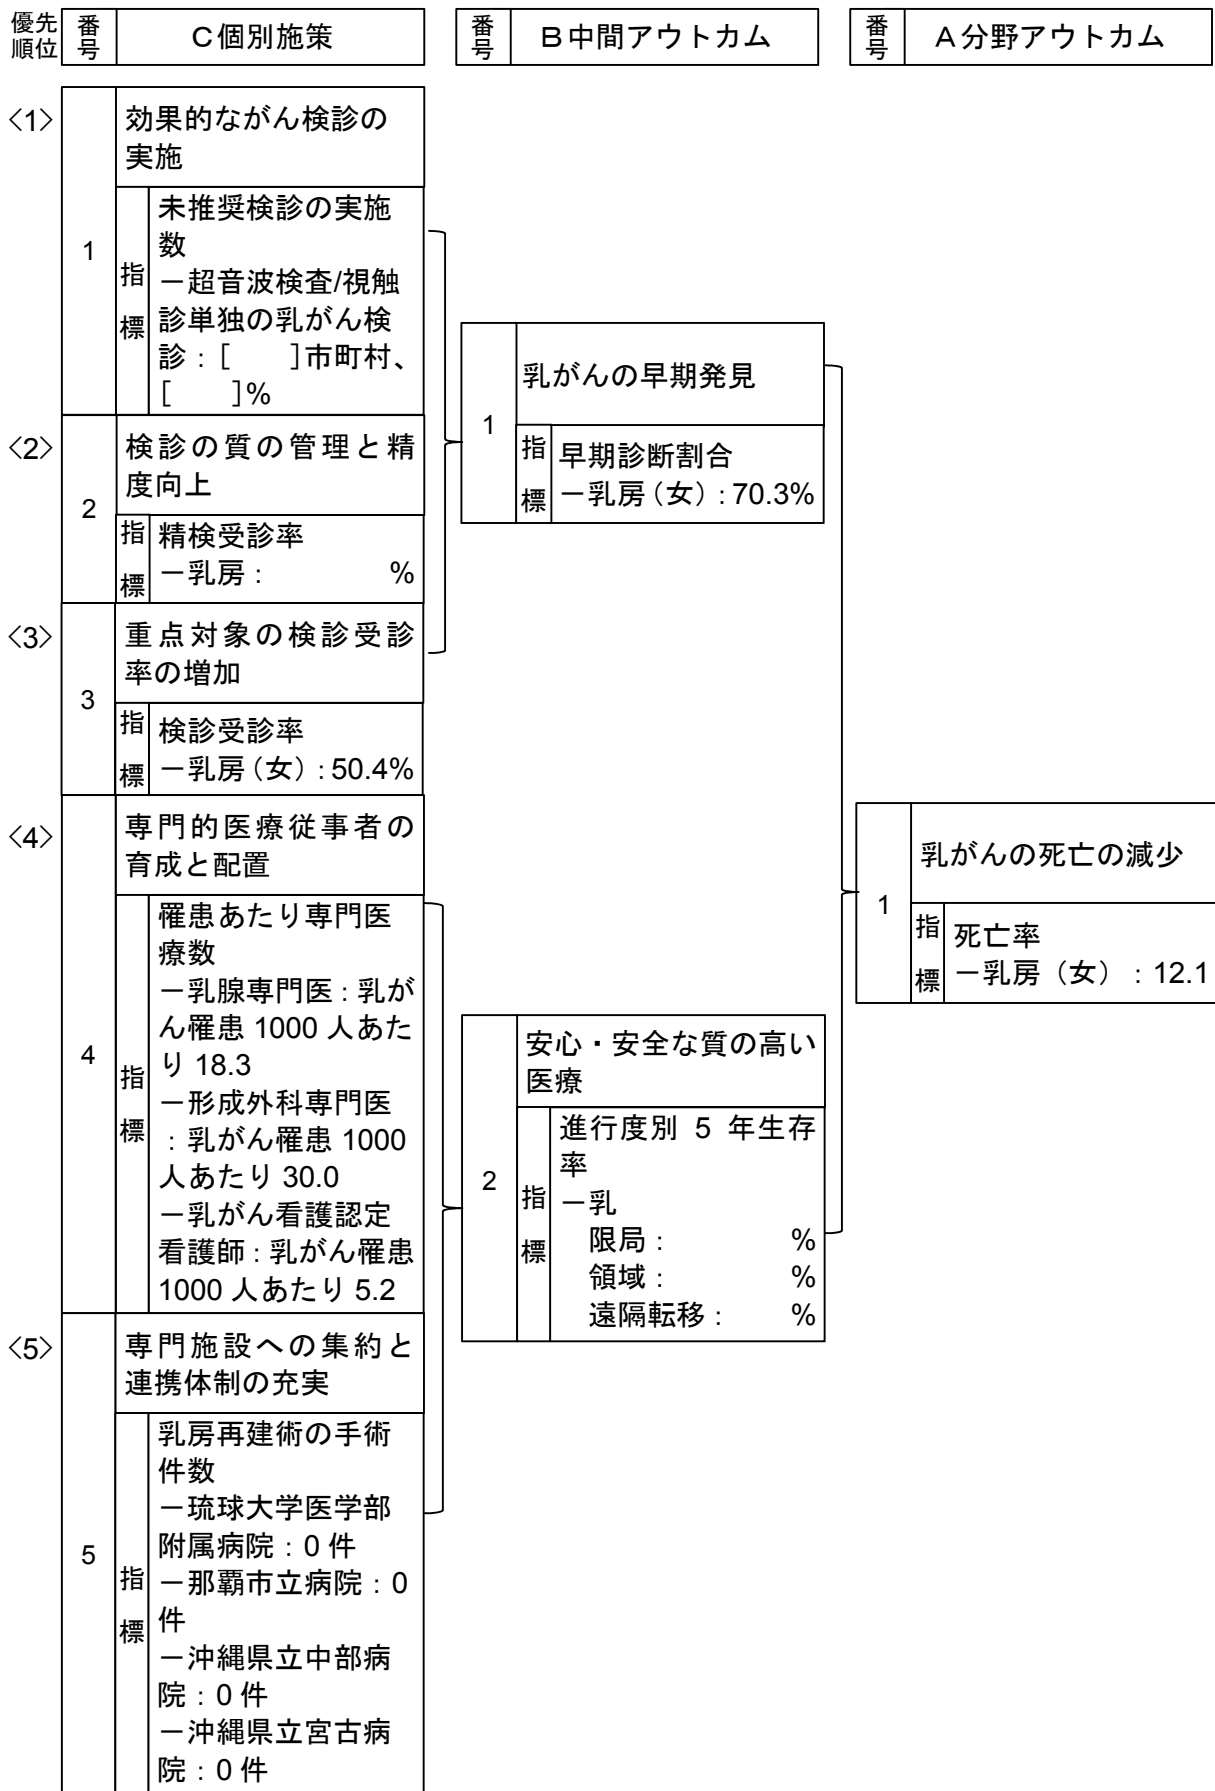 優先順位
番号
C個別施策
番号
B中間アウトカム
番号
A分野アウトカム
〈1〉
1
効果的ながん検診の
実施
指標
未推奨検診の実施
数
－超音波検査/視触
診単独の乳がん検
診：[　　]市町村、
[　　]%
〈2〉
2
検診の質の管理と精
度向上
指標
精検受診率
－乳房：　　　　%
〈3〉
3
重点対象の検診受診
率の増加
指標
検診受診率
－乳房（女）：50.4%
〈4〉
4
専門的医療従事者の
育成と配置
指標
罹患あたり専門医
療数
－乳腺専門医：乳が
ん罹患 1000 人あた
り 18.3
－形成外科専門医
：乳がん罹患 1000
人あたり 30.0
－乳がん看護認定
看護師：乳がん罹患
1000 人あたり 5.2
〈5〉
5
専門施設への集約と
連携体制の充実
指標
乳房再建術の手術
件数
－琉球大学医学部
附属病院：0 件
－那覇市立病院：0
件
－沖縄県立中部病
院：0 件
－沖縄県立宮古病
院：0 件
1
乳がんの早期発見
指標
早期診断割合
－乳房（女）：70.3%
2
安心・安全な質の高い
医療
指標
進行度別 5 年生存
率
－乳
限局：　　　　%
領域：　　　　%
遠隔転移：　　%
1
乳がんの死亡の減少
指標
死亡率
－乳房（女）：12.1